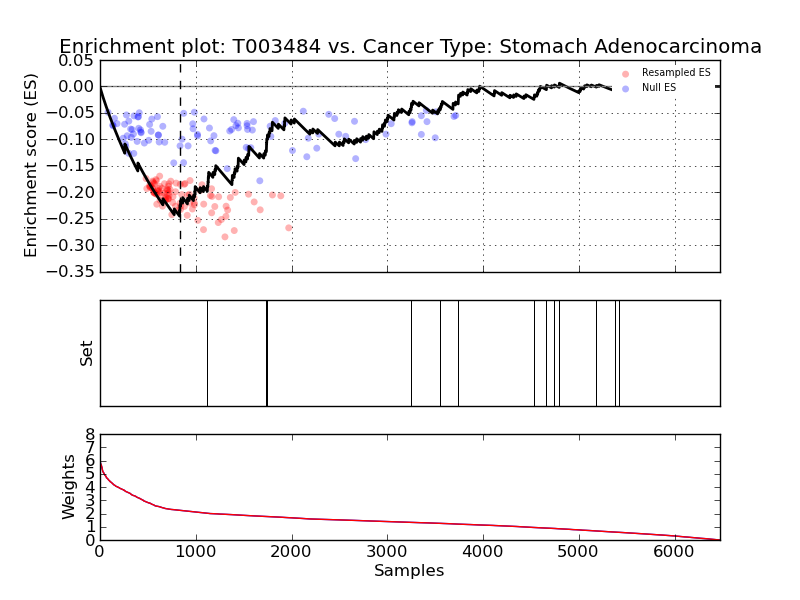 Enrichment plot: T003484 vs. Cancer Type: Stomach Adenocarcinoma
Enrichment score (ES)
0.05
0.00
−0.05
−0.10
−0.15
−0.20
−0.25
−0.30
−0.35
Resampled ES
Null ES
Set
Weights
8
7
6
5
4
3
2
1
0
0 1000 2000 3000 4000 5000 6000
Samples